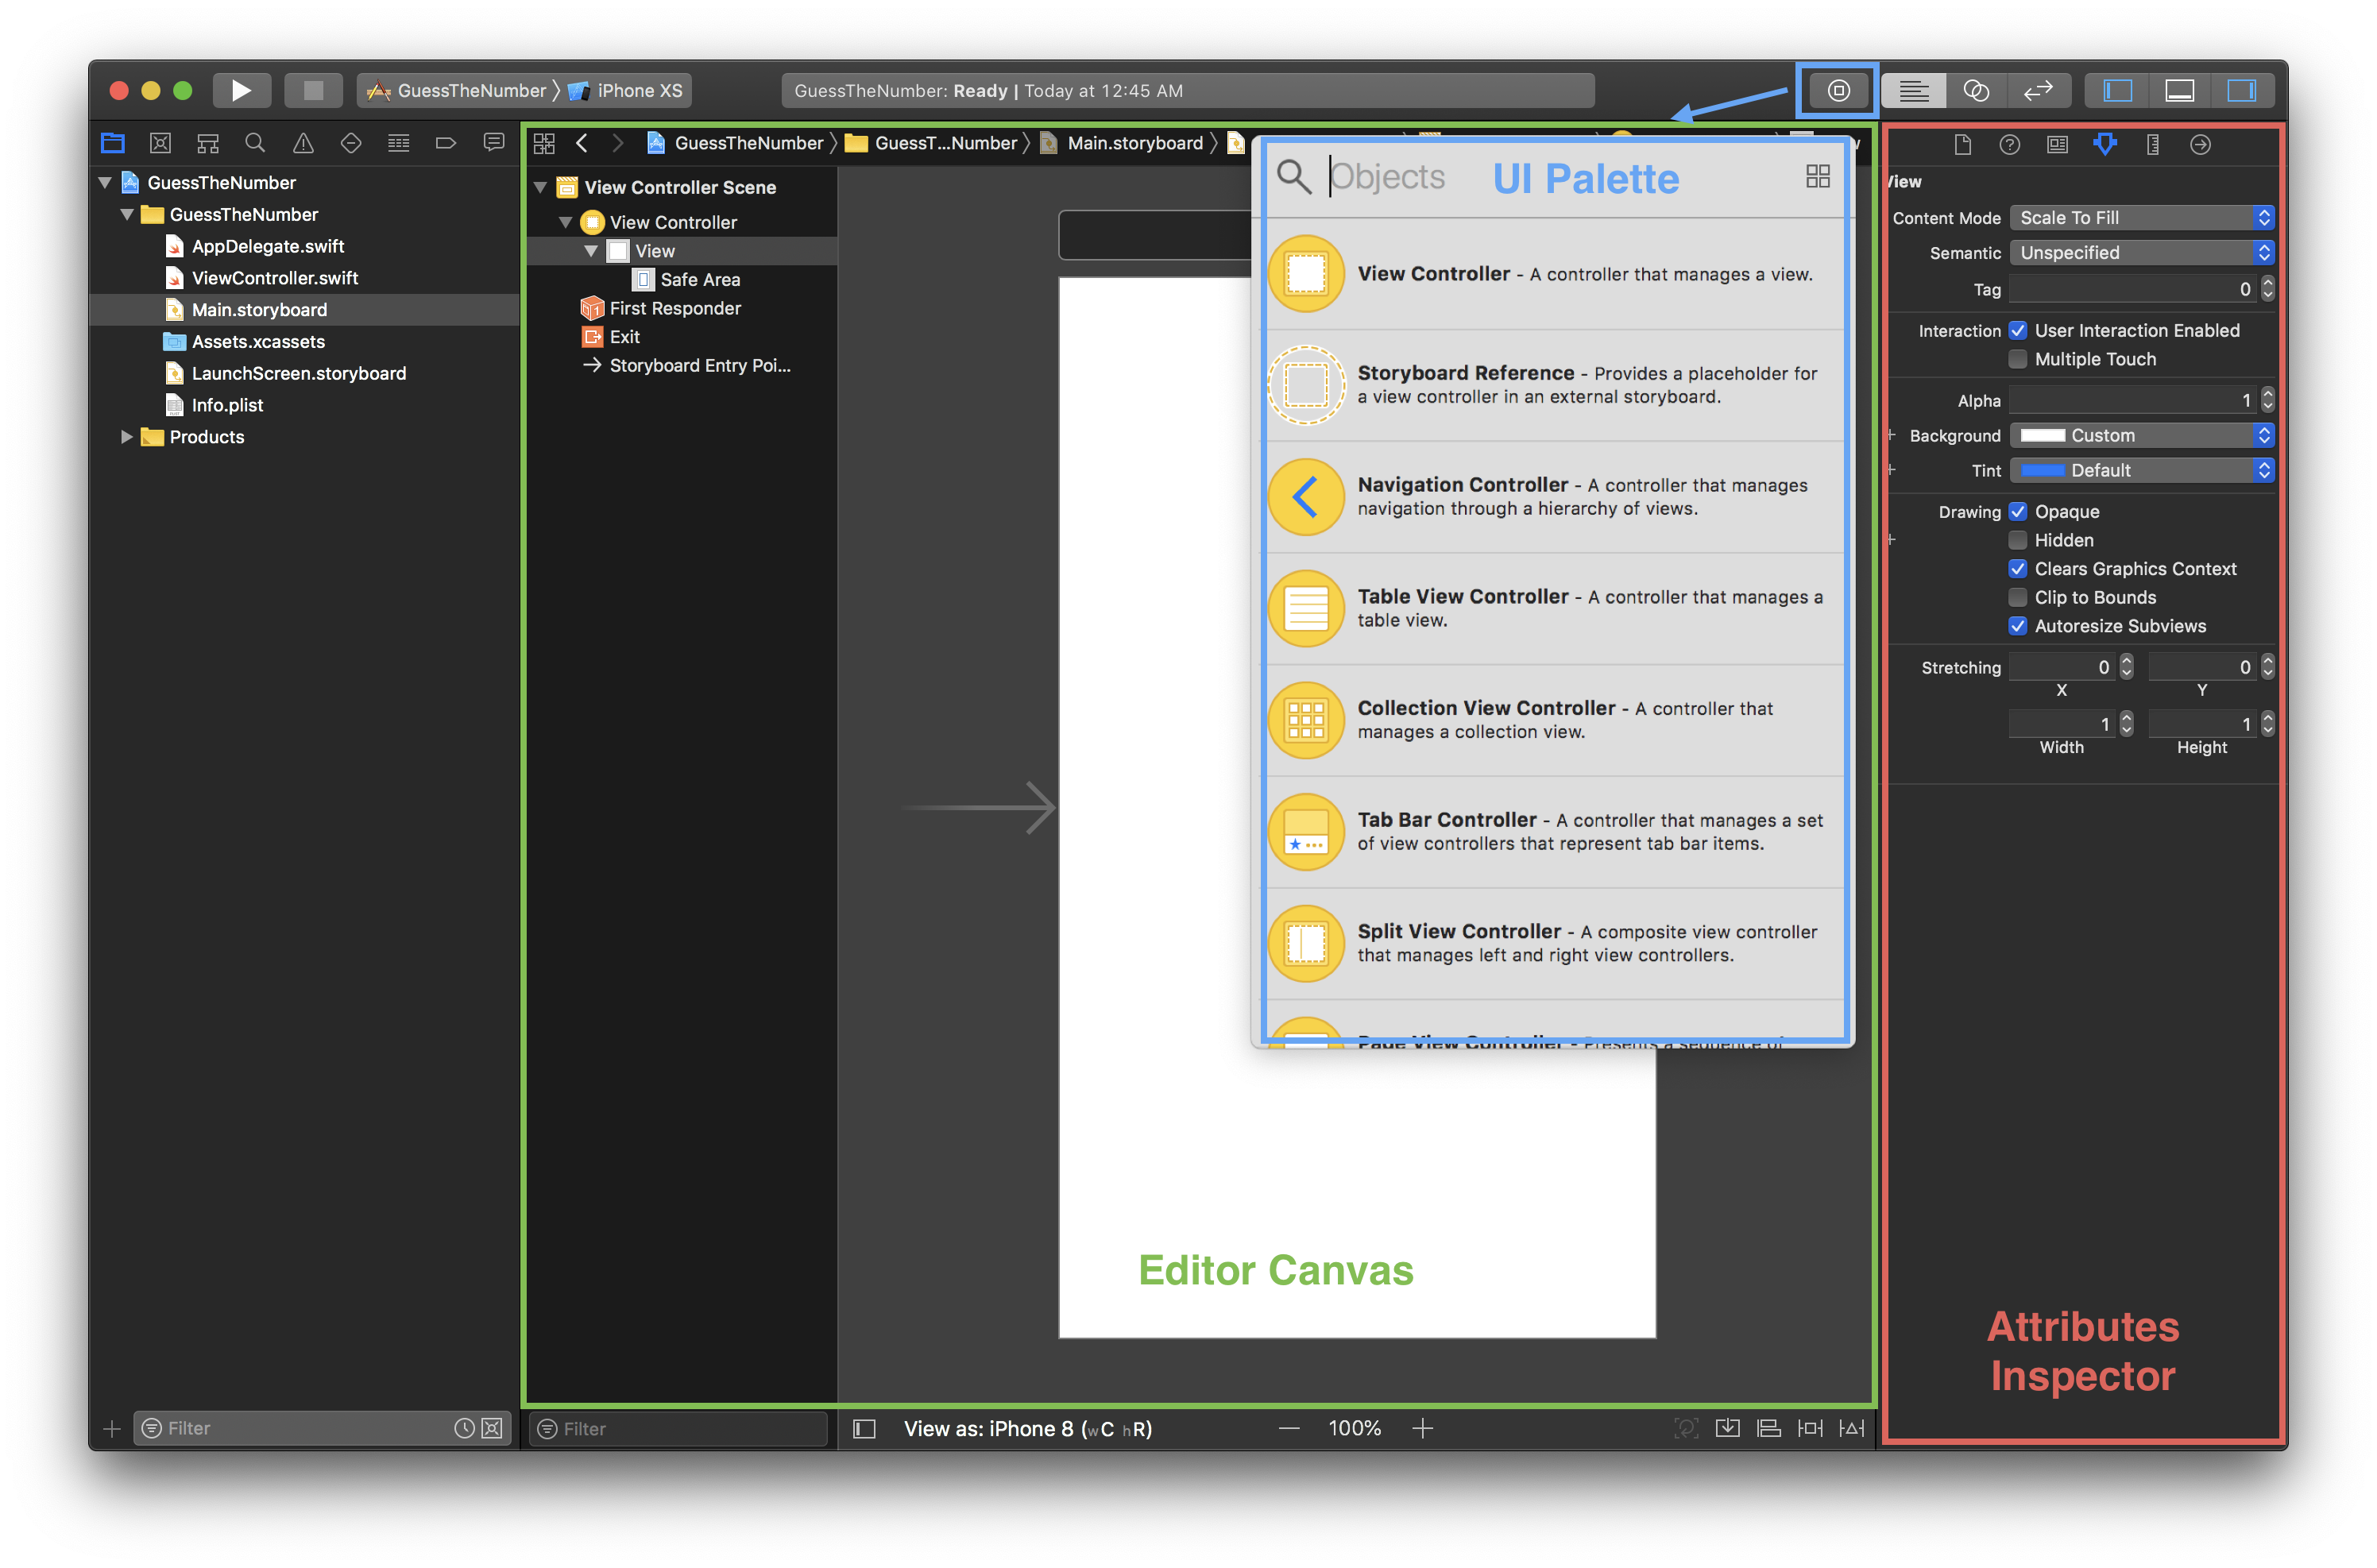 GuessTheNumber
iPhone XS
GuessTheNumber: Ready | Today at 12:45 AM
GuessTheNumber
GuessTheNumber
AppDelegate.swift
ViewController.swift
Main.storyboard
Assets.xcassets
LaunchScreen.storyboard
Info.plist
Products
Filter
GuessTheNumber
GuessT...Number
Main.storyboard
View Controller Scene
View Controller
View
Safe Area
First Responder
Exit
Storyboard Entry Poi...
Filter
Objects
UI Palette
View Controller - A controller that manages a view.
Storyboard Reference - Provides a placeholder for
a view controller in an external storyboard.
Navigation Controller - A controller that manages
navigation through a hierarchy of views.
Table View Controller - A controller that manages a
table view.
Collection View Controller - A controller that
manages a collection view.
Tab Bar Controller - A controller that manages a set
of view controllers that represent tab bar items.
Split View Controller - A composite view controller
that manages left and right view controllers.
Page View Controller - Presents a sequence of
Editor Canvas
View as: iPhone 8 (wC hR)
100%
View
Content Mode Scale To Fill
Semantic Unspecified
Tag 0
Interaction User Interaction Enabled
Multiple Touch
Alpha 1
+ Background Custom
+ Tint Default
Drawing Opaque
+ Hidden
Clears Graphics Context
Clip to Bounds
Autoresize Subviews
Stretching 0 0
X Y
1 1
Width Height
Attributes
Inspector